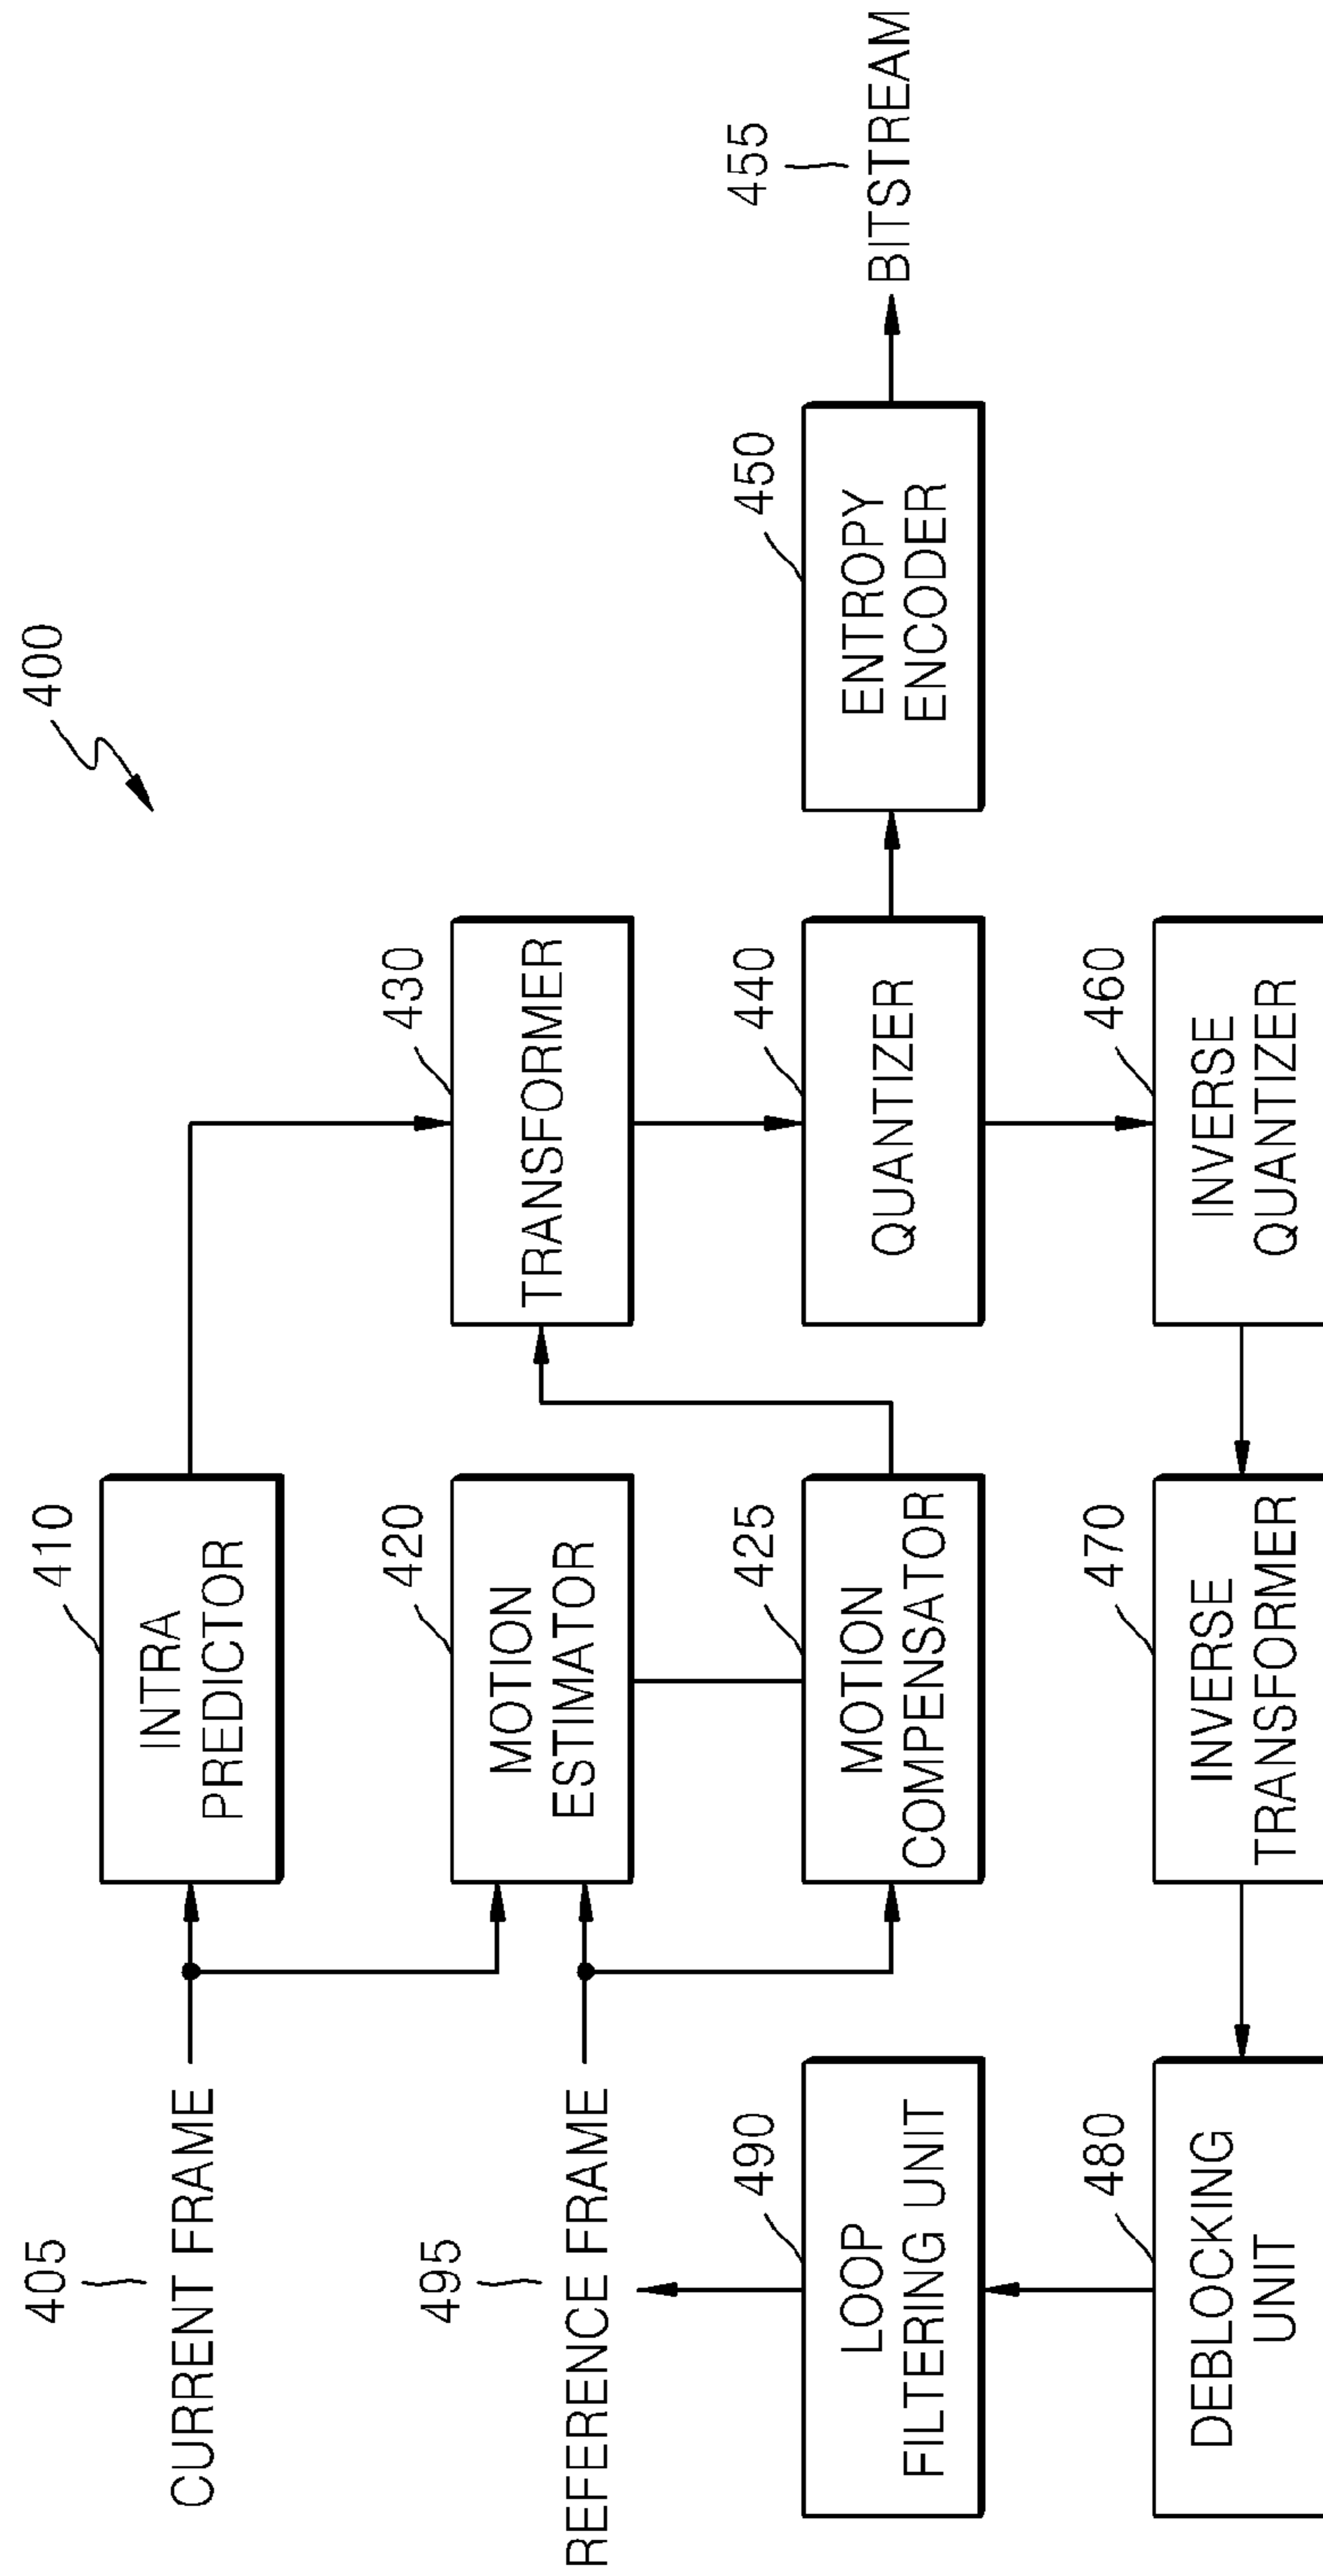 400
405
CURRENT FRAME
410
INTRA
PREDICTOR
495
REFERENCE FRAME
420
MOTION
ESTIMATOR
430
TRANSFORMER
490
LOOP
FILTERING UNIT
425
MOTION
COMPENSATOR
440
QUANTIZER
450
ENTROPY
ENCODER
455
BITSTREAM
480
DEBLOCKING
UNIT
470
INVERSE
TRANSFORMER
460
INVERSE
QUANTIZER